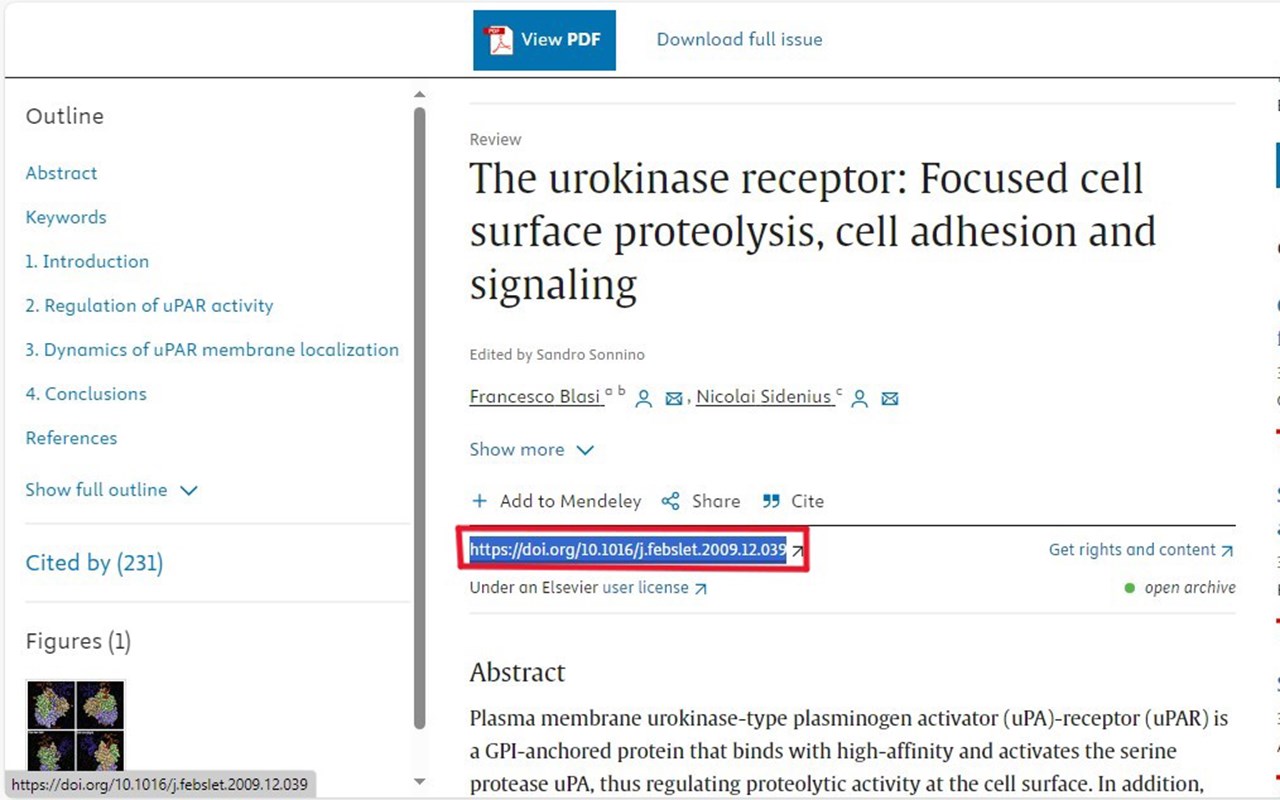 View PDF
Download full issue
Outline
Abstract
Keywords
1. Introduction
2. Regulation of uPAR activity
3. Dynamics of uPAR membrane localization
4. Conclusions
References
Show full outline
Cited by (231)
Figures (1)
https://doi.org/10.1016/j.febslet.2009.12.039
Review
The urokinase receptor: Focused cell
surface proteolysis, cell adhesion and
signaling
Edited by Sandro Sonnino
Francesco Blasi a b, Nicolai Sidenius c
Show more
Add to Mendeley Share Cite
https://doi.org/10.1016/j.febslet.2009.12.039 Get rights and content
Under an Elsevier user license open archive
Abstract
Plasma membrane urokinase-type plasminogen activator (uPA)-receptor (uPAR) is
a GPI-anchored protein that binds with high-affinity and activates the serine
protease uPA, thus regulating proteolytic activity at the cell surface. In addition,